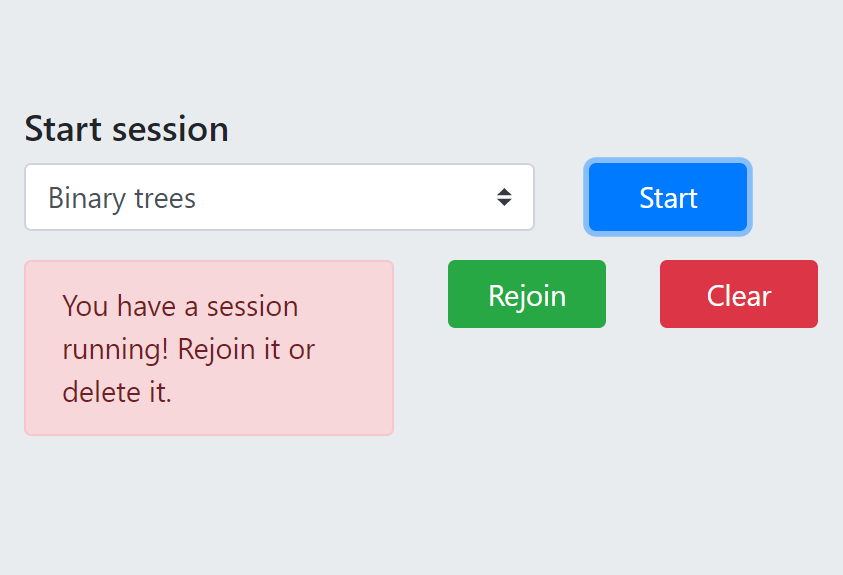 Start session
Binary trees
Start
You have a session
running! Rejoin it or
delete it.
Rejoin
Clear